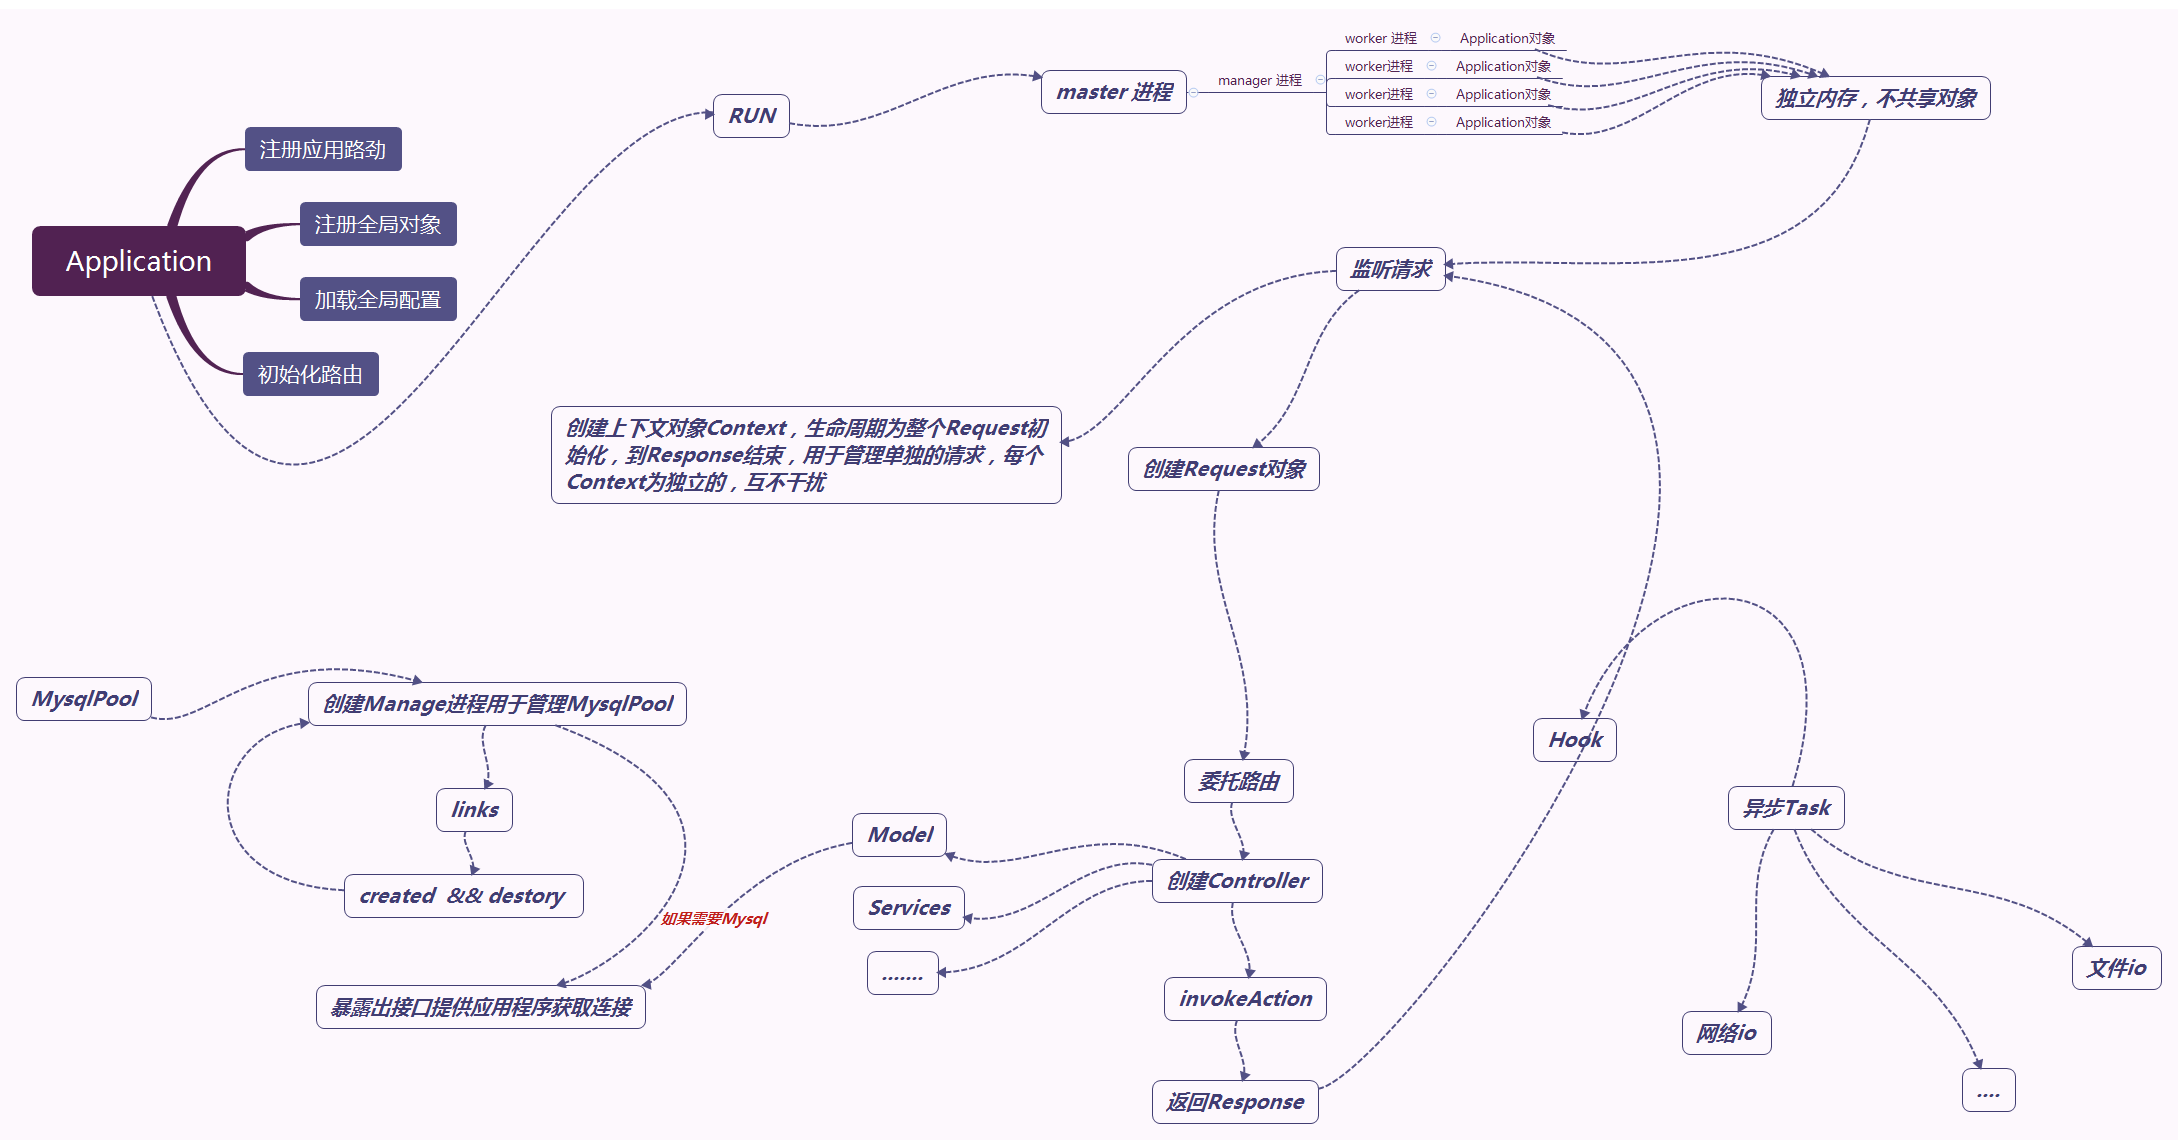 Application
注册应用路劲
注册全局对象
加载全局配置
初始化路由
RUN
master 进程
manager 进程
worker 进程
Application对象
worker进程
Application对象
worker进程
Application对象
worker进程
Application对象
独立内存，不共享对象
监听请求
创建上下文对象Context，生命周期为整个Request初
始化，到Response结束，用于管理单独的请求，每个
Context为独立的，互不干扰
创建Request对象
委托路由
创建Controller
Model
Services
.......
invokeAction
返回Response
MysqlPool
创建Manage进程用于管理MysqlPool
links
created && destory
如果需要Mysql
暴露出接口提供应用程序获取连接
Hook
异步Task
文件io
网络io
....